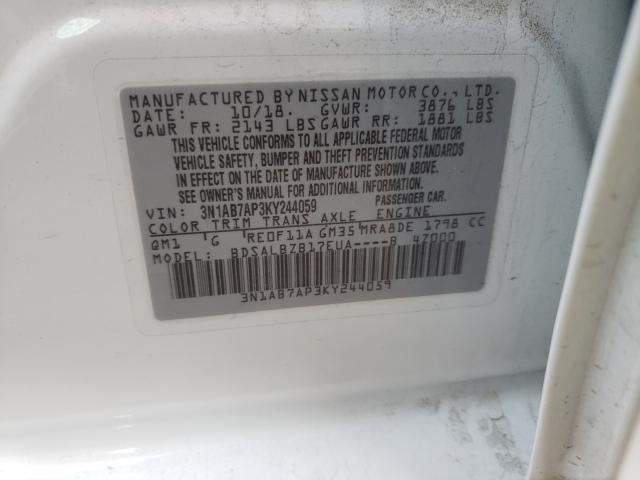 MANUFACTURED BY NISSAN MOTOR CO., LTD.
DATE: 10/18. GVWR: 3876 LBS
GAWR FR: 2143 LBS GAWR RR: 1881 LBS
THIS VEHICLE CONFORMS TO ALL APPLICABLE FEDERAL MOTOR
VEHICLE SAFETY, BUMPER AND THEFT PREVENTION STANDARDS
IN EFFECT ON THE DATE OF MANUFACTURE SHOWN ABOVE.
SEE OWNER'S MANUAL FOR ADDITIONAL INFORMATION
VIN: 3N1AB7AP3KY244059 PASSENGER CAR.
COLOR TRIM TRANS AXLE ENGINE
QM1 G RE0F11A GM35 MRA8DE 1798 CC
MODEL: BDSALBZB17EUA----B 47000
3N1AB7AP3KY244059